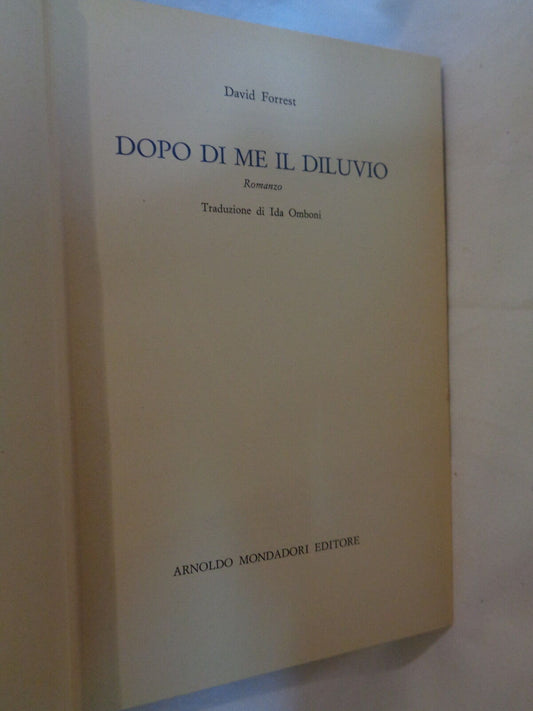 David Forrest
DOPO DI ME IL DILUVIO
Romanzo
Traduzione di Ida Omboni
ARNOLDO MONDADORI EDITORE